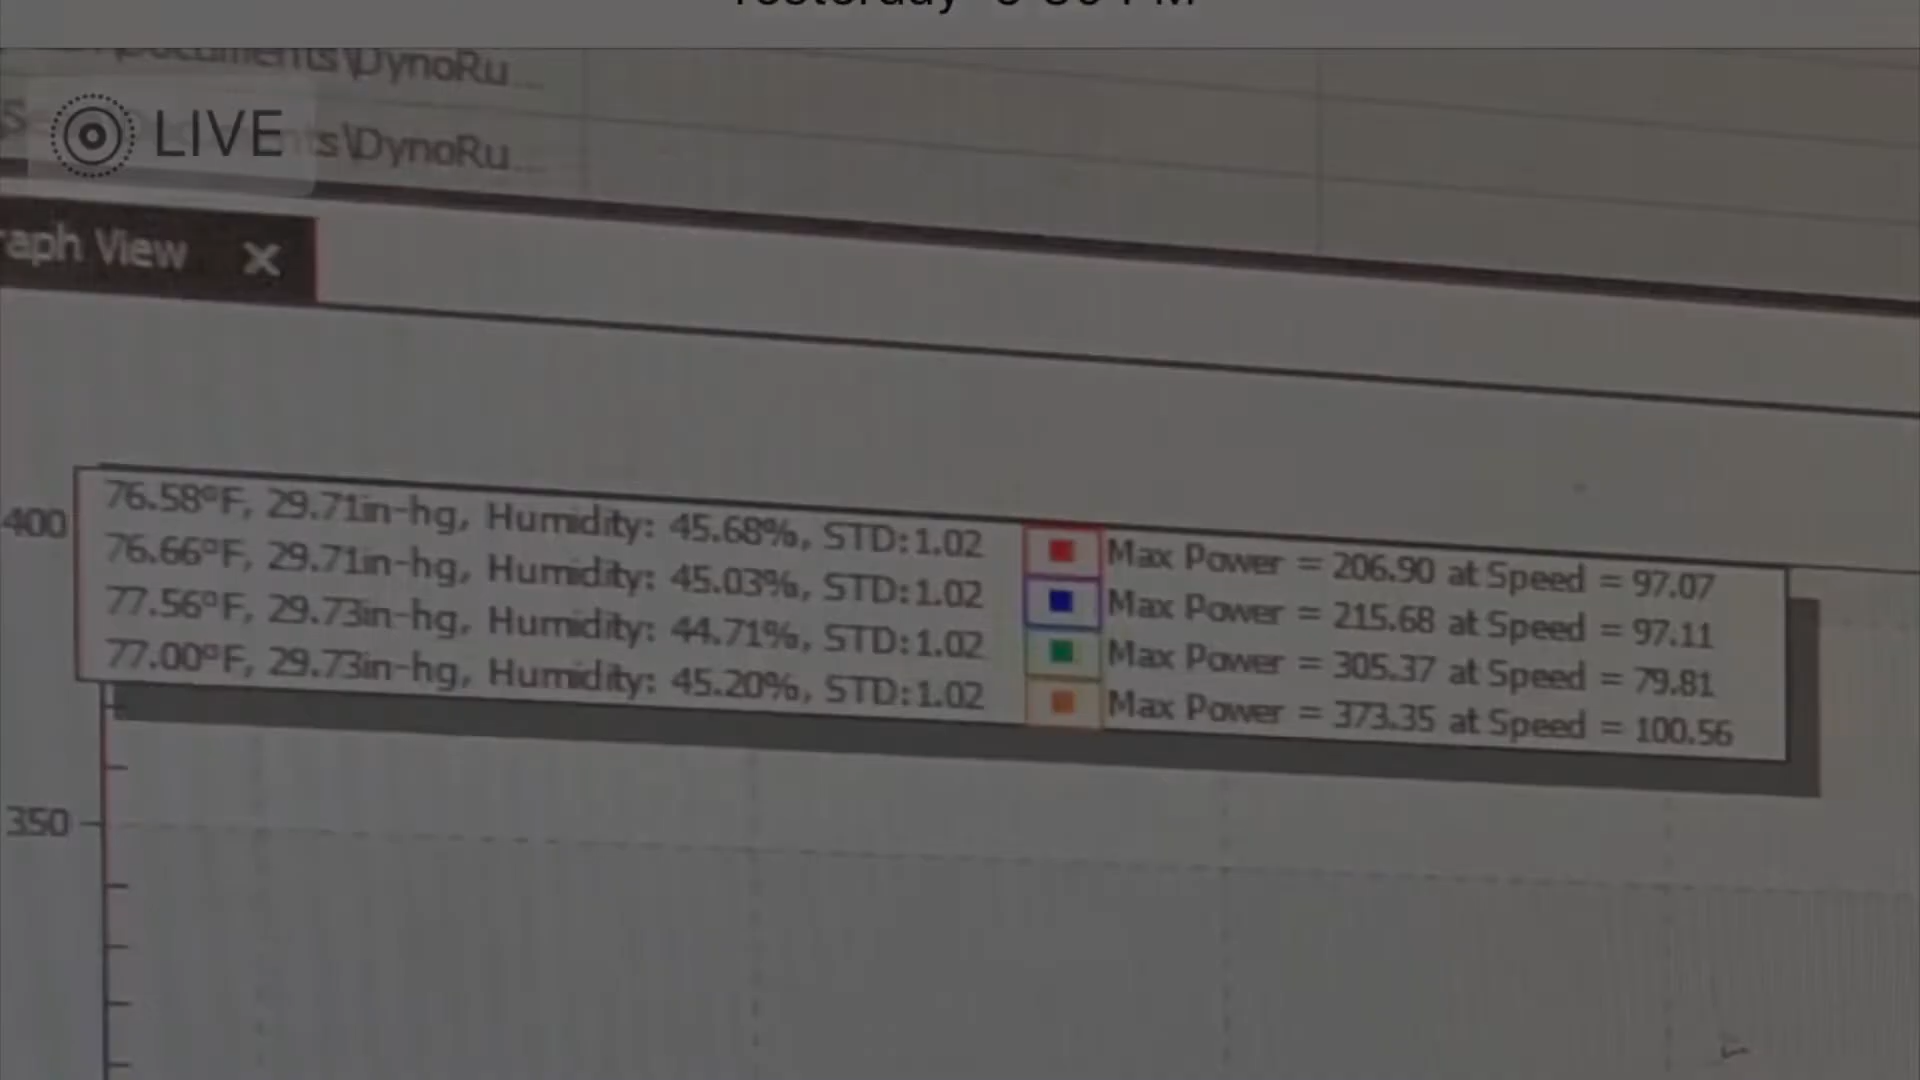 Yesterday
LIVE
\DynoRu...
s\DynoRu...
raph View X
400
76.58°F, 29.71in-hg, Humidity: 45.68%, STD:1.02 Max Power = 206.90 at Speed = 97.07
76.66°F, 29.71in-hg, Humidity: 45.03%, STD:1.02 Max Power = 215.68 at Speed = 97.11
77.56°F, 29.73in-hg, Humidity: 44.71%, STD:1.02 Max Power = 305.37 at Speed = 79.81
77.00°F, 29.73in-hg, Humidity: 45.20%, STD:1.02 Max Power = 373.35 at Speed = 100.56
350